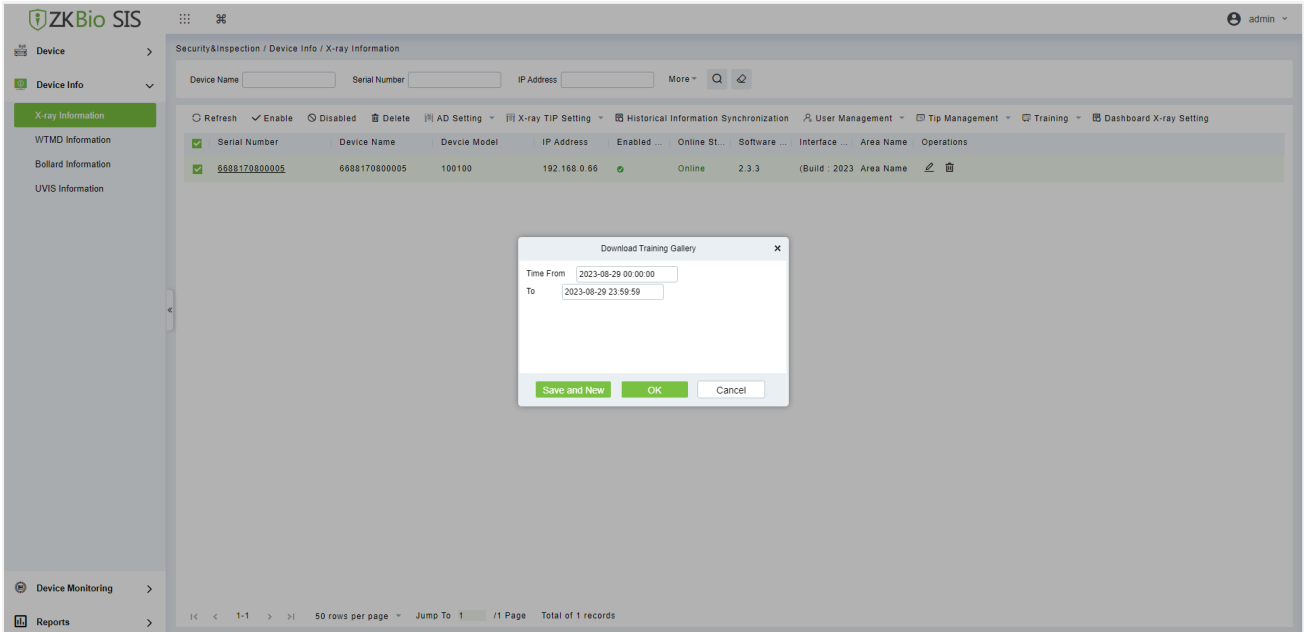 ZKBio SIS
admin
Device
Device Info
X-ray Information
WTMD Information
Bollard Information
UVIS Information
Device Monitoring
Reports
Security&Inspection / Device Info / X-ray Information
Device Name Serial Number IP Address More
Refresh Enable Disabled Delete AD Setting X-ray TIP Setting Historical Information Synchronization User Management Tip Management Training Dashboard X-ray Setting
Serial Number Device Name Devcie Model IP Address Enabled ... Online St... Software ... Interface ... Area Name Operations
6688170800005 6688170800005 100100 192.168.0.66 Online 2.3.3 (Build : 2023 Area Name
Download Training Gallery
Time From 2023-08-29 00:00:00
To 2023-08-29 23:59:59
Save and New OK Cancel
1-1 50 rows per page Jump To 1 /1 Page Total of 1 records